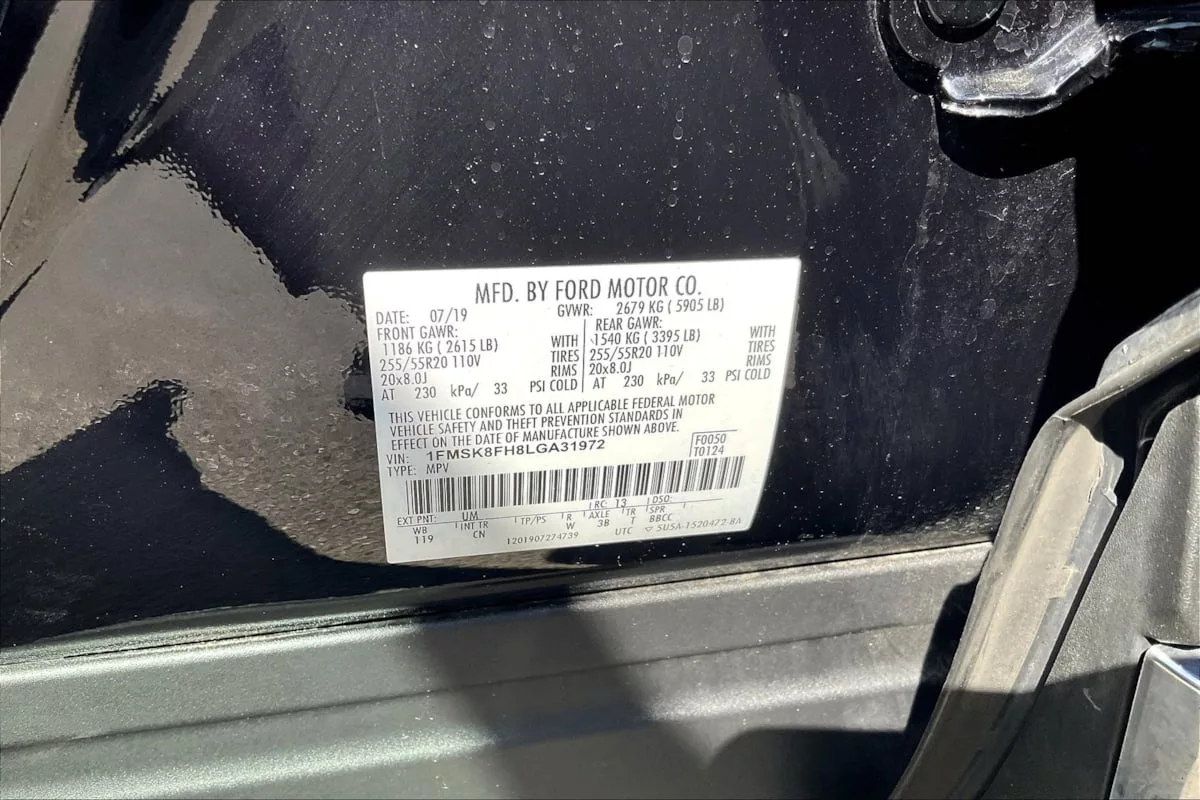 MFD. BY FORD MOTOR CO.
DATE: 07/19 GVWR: 2679 KG ( 5905 LB)
FRONT GAWR: REAR GAWR:
1186 KG ( 2615 LB) WITH 1540 KG ( 3395 LB) WITH
255/55R20 110V TIRES 255/55R20 110V TIRES
20x8.0J RIMS 20x8.0J RIMS
AT 230 kPa/ 33 PSI COLD AT 230 kPa/ 33 PSI COLD
THIS VEHICLE CONFORMS TO ALL APPLICABLE FEDERAL MOTOR
VEHICLE SAFETY AND THEFT PREVENTION STANDARDS IN
EFFECT ON THE DATE OF MANUFACTURE SHOWN ABOVE.
VIN: 1FMSK8FH8LGA31972 F0050
TYPE: MPV T0124
EXT PNT: UM RC: 13 DSO:
WB INT TR TP/PS R AXLE TR SPR
119 CN W 3B T BBCC
1201907274739 UTC 5U5A-1520472-BA